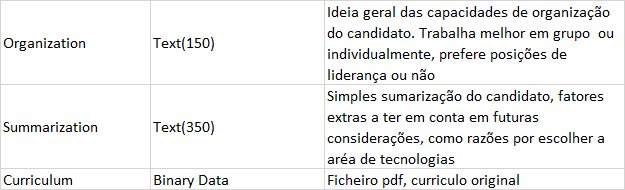 Organization
Text(150)
Ideia geral das capacidades de organização
do candidato. Trabalha melhor em grupo ou
individualmente, prefere posições de
liderança ou não
Summarization
Text(350)
Simples sumarização do candidato, fatores
extras a ter em conta em futuras
considerações, como razões por escolher a
aréa de tecnologias
Curriculum
Binary Data
Ficheiro pdf, curriculo original